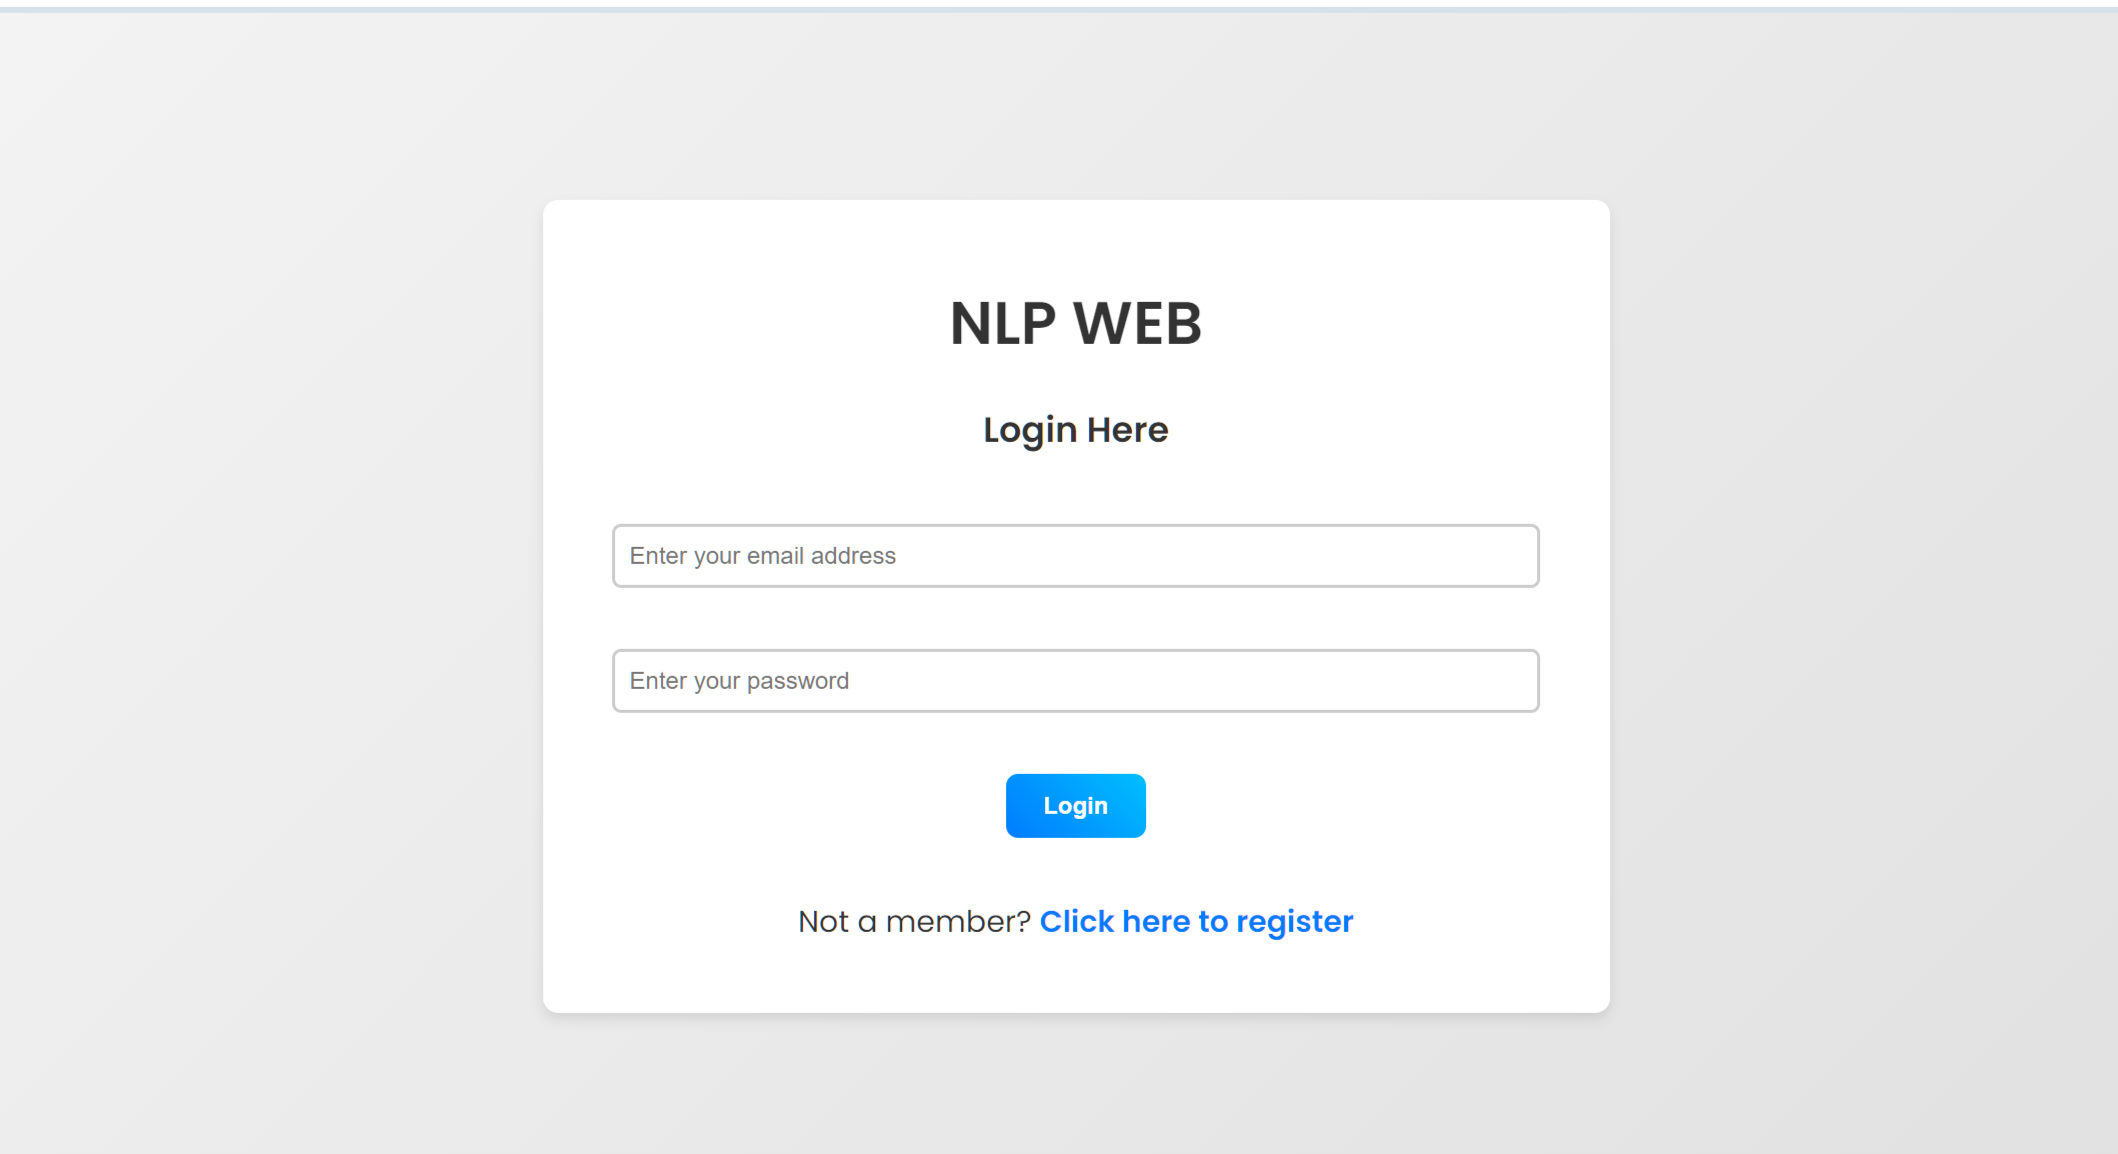 NLP WEB
Login Here
Enter your email address
Enter your password
Login
Not a member? Click here to register